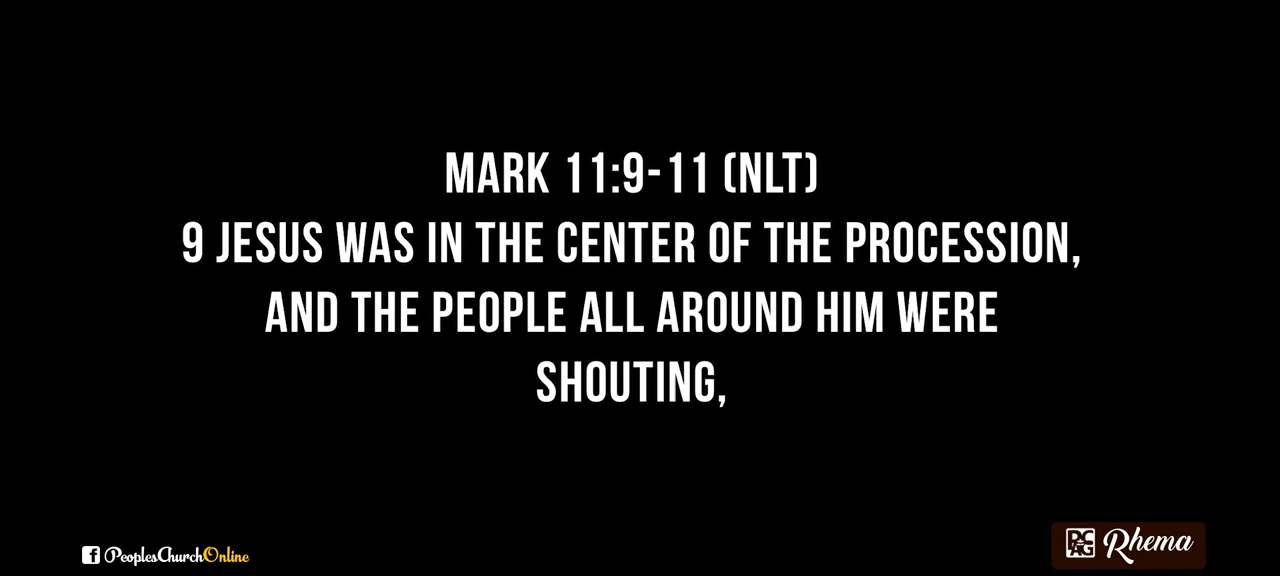 MARK 11:9-11 (NLT)
9 JESUS WAS IN THE CENTER OF THE PROCESSION,
AND THE PEOPLE ALL AROUND HIM WERE
SHOUTING,
PeoplesChurchOnline
PCAG Rhema